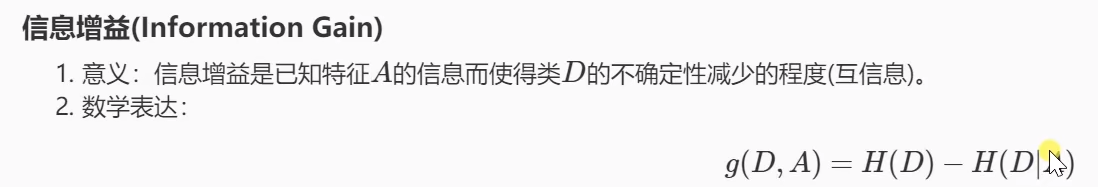 信息增益(Information Gain)
1. 意义：信息增益是已知特征A的信息而使得类D的不确定性减少的程度(互信息)。
2. 数学表达：
g(D, A) = H(D) − H(D|A)